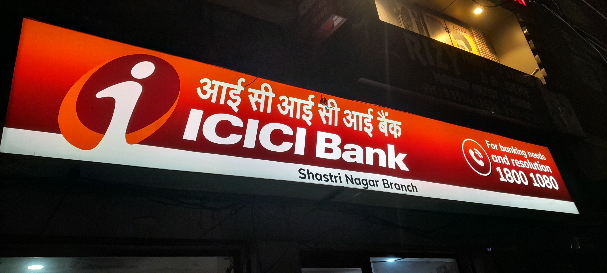 आई सी आई सी आई बैंक
ICICI Bank
Shastri Nagar Branch
For banking needs
and resolution
1800 1080